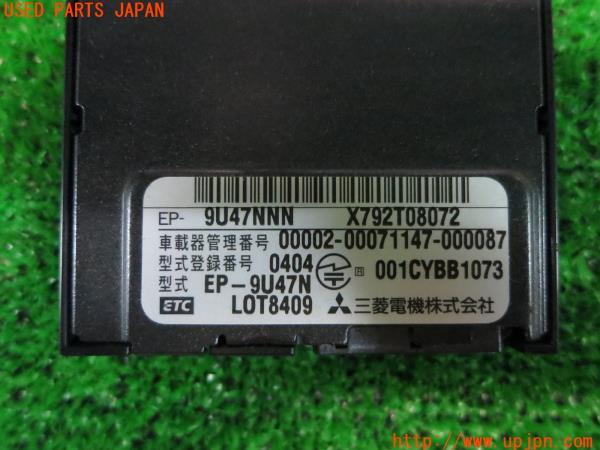 USED PARTS JAPAN
EP- 9U47NNN X792T08072
車載器管理番号 00002-00071147-000087
型式登録番号 0404 R 001CYBB1073
型式 EP-9U47N
ETC LOT8409 三菱電機株式会社
http://www.upjpn.com/